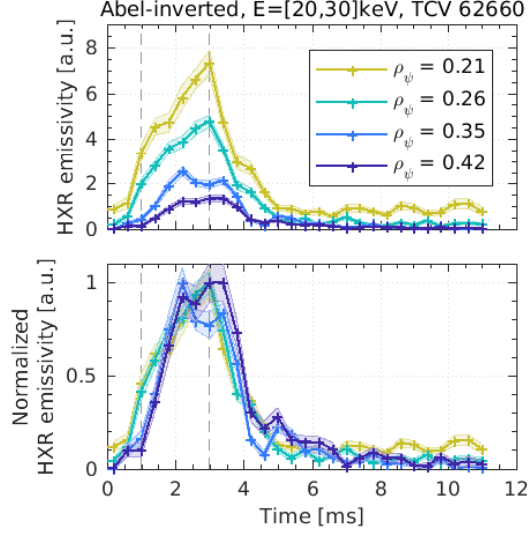 Abel-inverted, E=[20,30]keV, TCV 62660
HXR emissivity [a.u.]
8
6
4
2
0
ρψ = 0.21
ρψ = 0.26
ρψ = 0.35
ρψ = 0.42
Normalized
HXR emissivity [a.u.]
1
0.5
0
0 2 4 6 8 10 12
Time [ms]